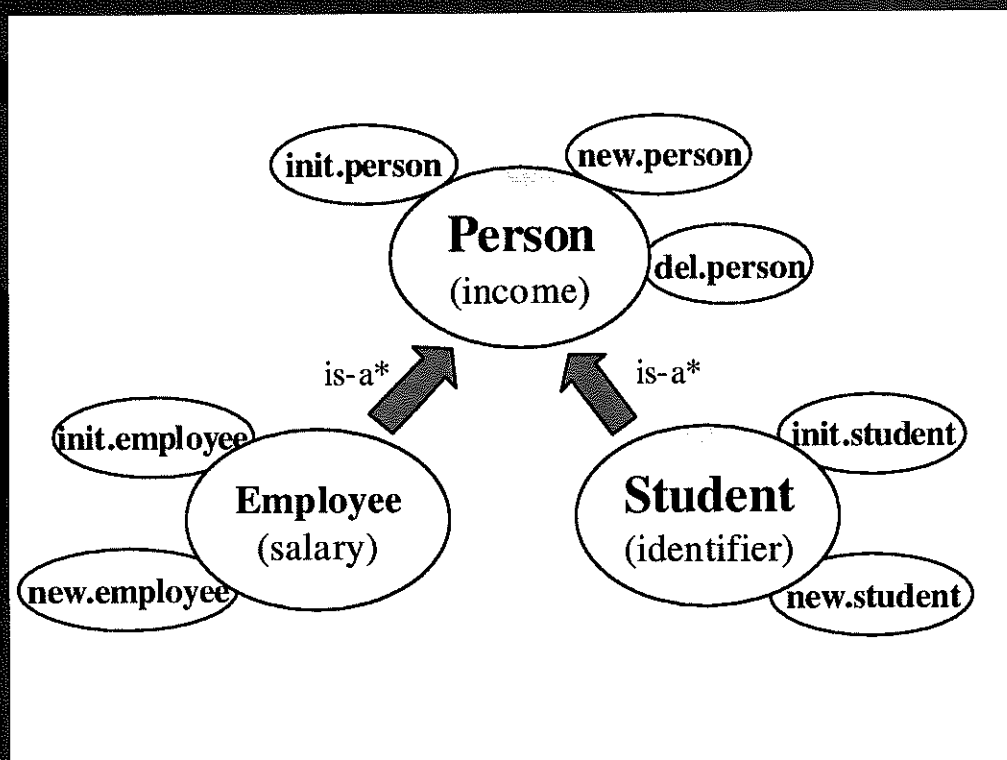 init.person
new.person
Person
(income)
del.person
is-a*
is-a*
init.employee
init.student
Employee
(salary)
Student
(identifier)
new.employee
new.student